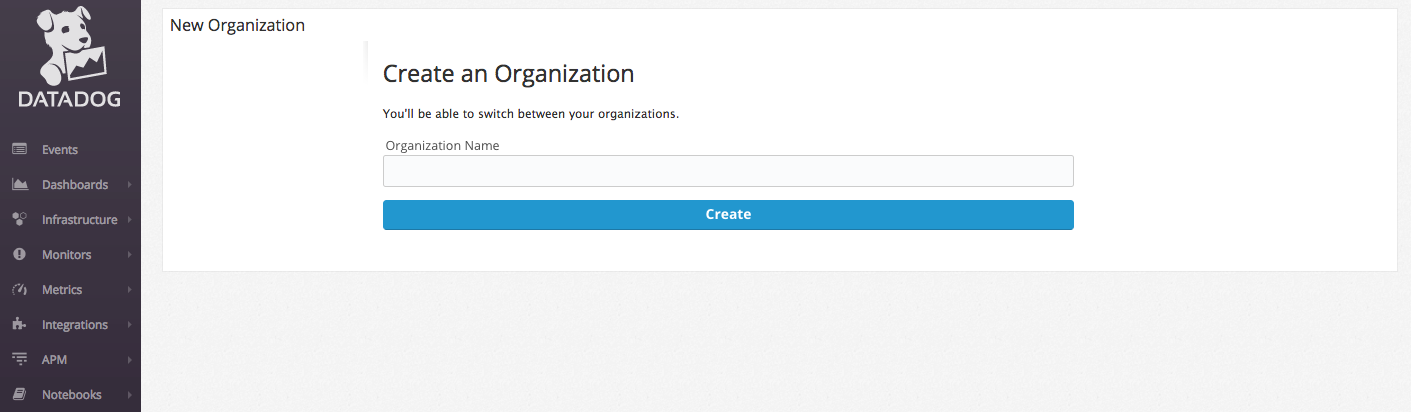 DATADOG
Events
Dashboards
Infrastructure
Monitors
Metrics
Integrations
APM
Notebooks
New Organization
Create an Organization
You'll be able to switch between your organizations.
Organization Name
Create